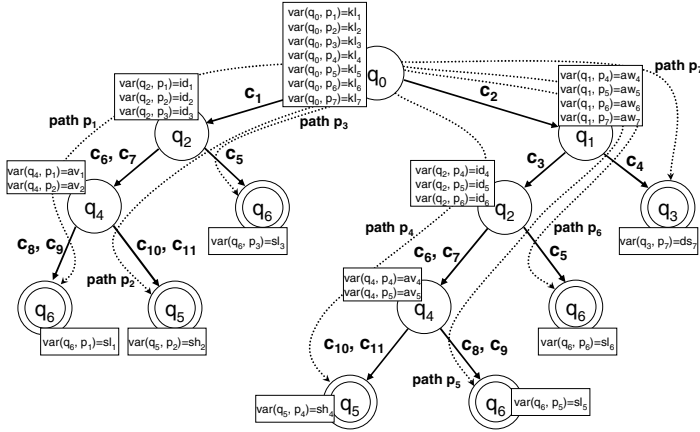 var(q0, p1)=kl1
var(q0, p2)=kl2
var(q0, p3)=kl3
var(q0, p4)=kl4
var(q0, p5)=kl5
var(q0, p6)=kl6
var(q0, p7)=kl7
q0
path p7
var(q2, p1)=id1
var(q2, p2)=id2
var(q2, p3)=id3
var(q1, p4)=aw4
var(q1, p5)=aw5
var(q1, p6)=aw6
var(q1, p7)=aw7
c1
c2
path p1
path p3
q2
q1
c6, c7
c5
c3
c4
var(q4, p1)=av1
var(q4, p2)=av2
var(q2, p4)=id4
var(q2, p5)=id5
var(q2, p6)=id6
q4
q6
q2
q3
var(q6, p3)=sl3
path p4
path p6
var(q3, p7)=ds7
c8, c9
c10, c11
c6, c7
c5
path p2
var(q4, p4)=av4
var(q4, p5)=av5
q6
q5
q4
q6
var(q6, p1)=sl1
var(q5, p2)=sh2
var(q6, p6)=sl6
c10, c11
c8, c9
path p5
var(q5, p4)=sh4
q5
q6
var(q6, p5)=sl5